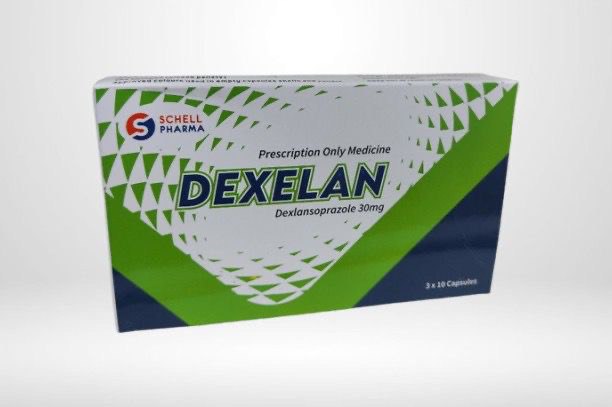 SCHELL
PHARMA
Prescription Only Medicine
DEXELAN
Dexlansoprazole 30mg
3 x 10 Capsules